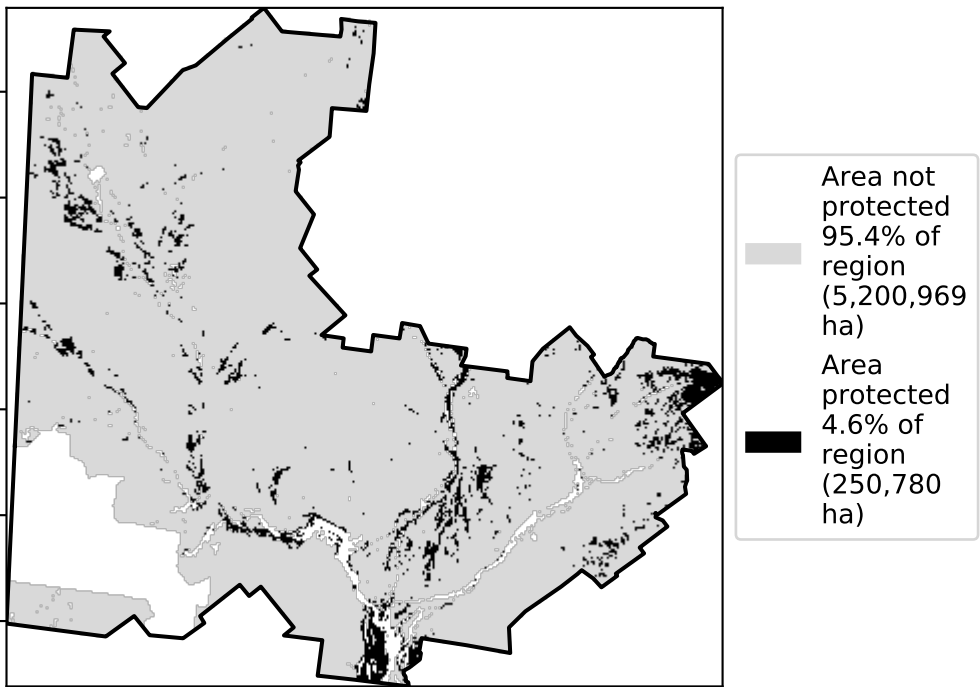 Area not
protected
95.4% of
region
(5,200,969
ha)
Area
protected
4.6% of
region
(250,780
ha)